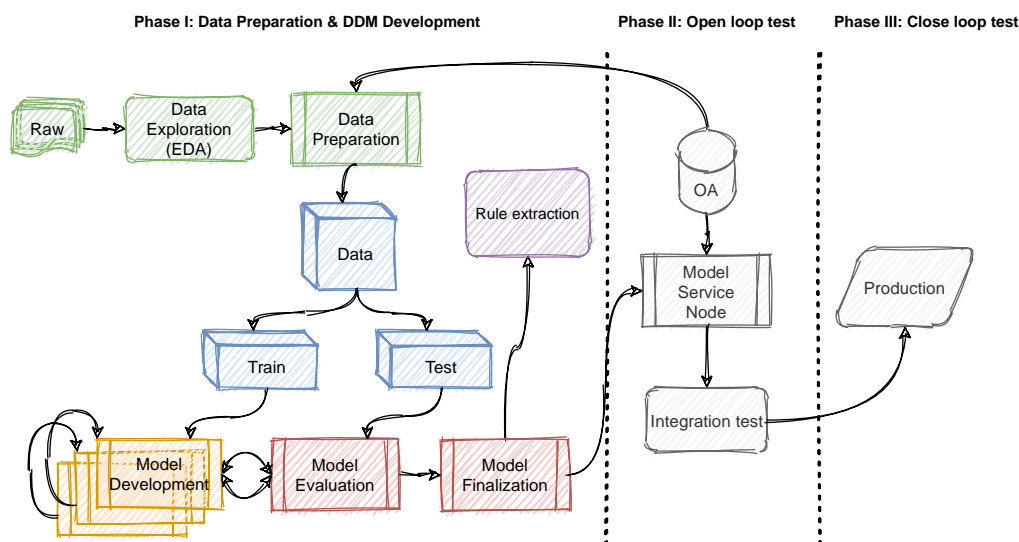 Phase I: Data Preparation & DDM Development
Phase II: Open loop test
Phase III: Close loop test
Raw
Data
Exploration
(EDA)
Data
Preparation
OA
Rule extraction
Data
Model
Service
Node
Production
Train
Test
Integration test
Model
Development
Model
Evaluation
Model
Finalization